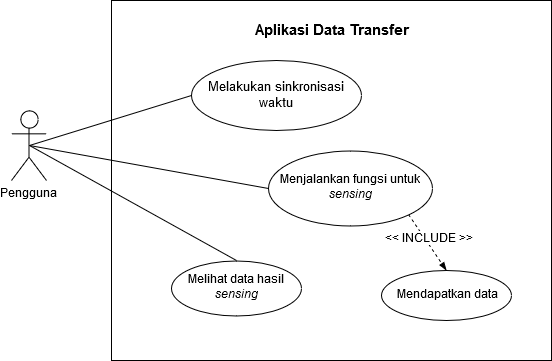 Aplikasi Data Transfer
Melakukan sinkronisasi
waktu
Pengguna
Menjalankan fungsi untuk
sensing
<< INCLUDE >>
Melihat data hasil
sensing
Mendapatkan data